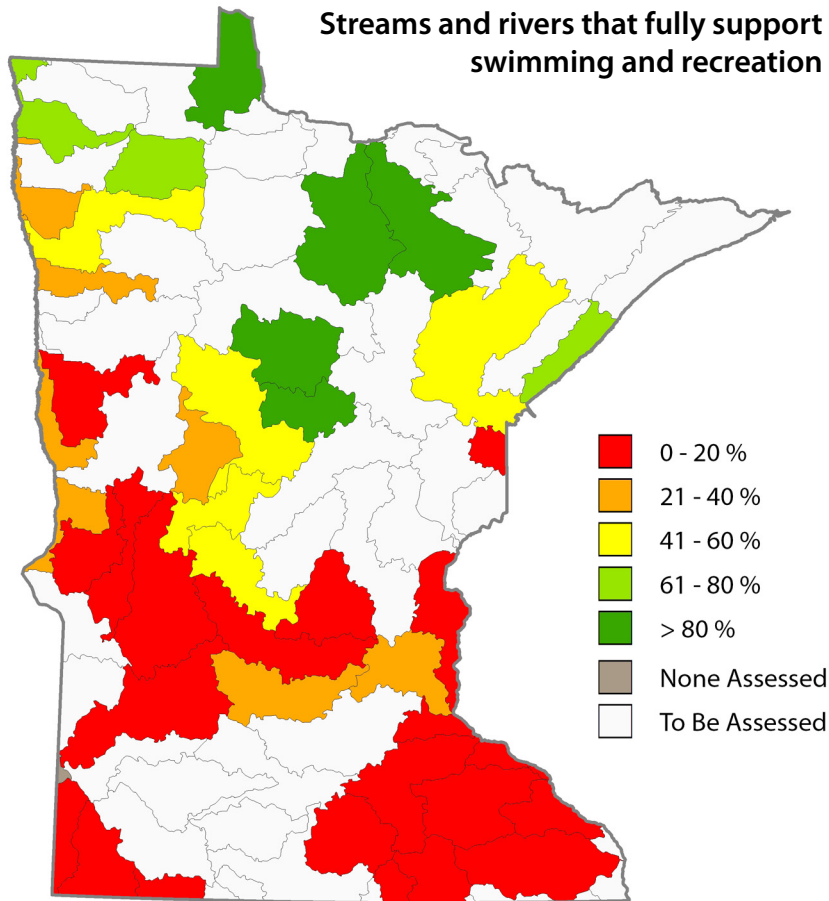 Streams and rivers that fully support
swimming and recreation
0 - 20 %
21 - 40 %
41 - 60 %
61 - 80 %
> 80 %
None Assessed
To Be Assessed